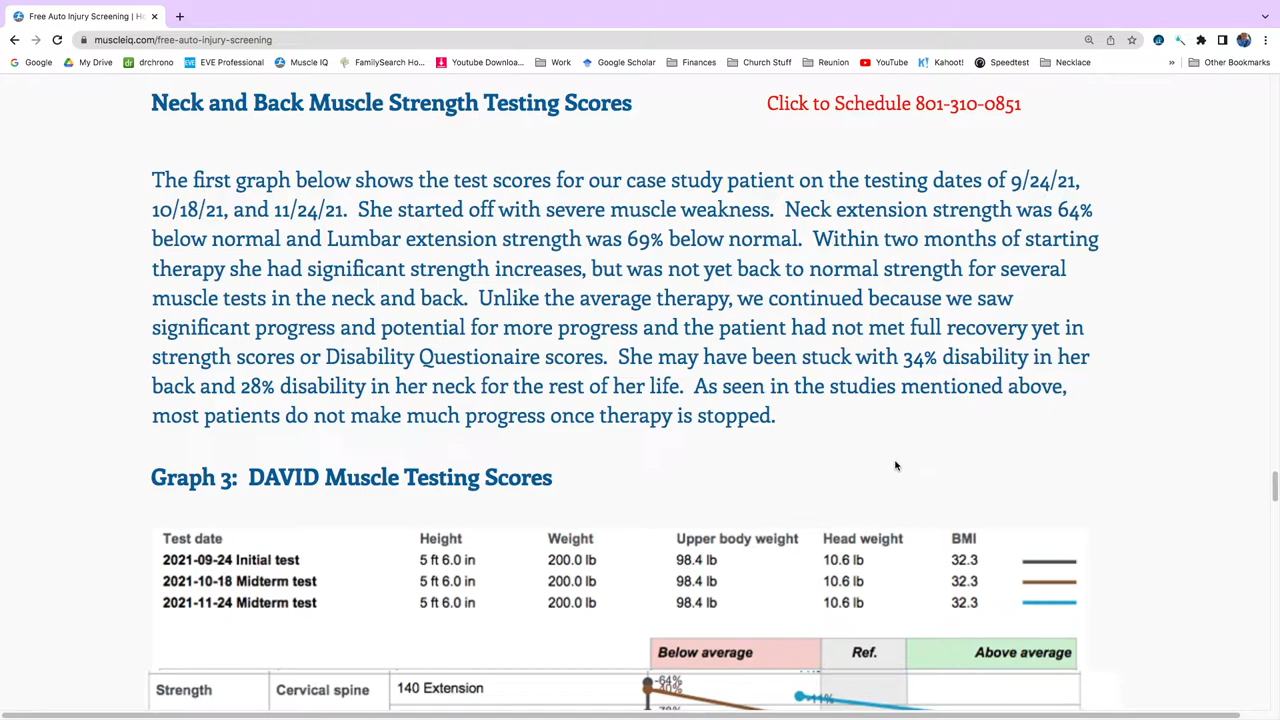 Free Auto Injury Screening | Ho
muscleiq.com/free-auto-injury-screening
Google My Drive drchrono EVE Professional Muscle IQ FamilySearch Ho... Youtube Downloa... Work Google Scholar Finances Church Stuff Reunion YouTube Kahoot! Speedtest Necklace » Other Bookmarks
Neck and Back Muscle Strength Testing Scores
Click to Schedule 801-310-0851
The first graph below shows the test scores for our case study patient on the testing dates of 9/24/21,
10/18/21, and 11/24/21. She started off with severe muscle weakness. Neck extension strength was 64%
below normal and Lumbar extension strength was 69% below normal. Within two months of starting
therapy she had significant strength increases, but was not yet back to normal strength for several
muscle tests in the neck and back. Unlike the average therapy, we continued because we saw
significant progress and potential for more progress and the patient had not met full recovery yet in
strength scores or Disability Questionaire scores. She may have been stuck with 34% disability in her
back and 28% disability in her neck for the rest of her life. As seen in the studies mentioned above,
most patients do not make much progress once therapy is stopped.
Graph 3: DAVID Muscle Testing Scores
Test date Height Weight Upper body weight Head weight BMI
2021-09-24 Initial test 5 ft 6.0 in 200.0 lb 98.4 lb 10.6 lb 32.3
2021-10-18 Midterm test 5 ft 6.0 in 200.0 lb 98.4 lb 10.6 lb 32.3
2021-11-24 Midterm test 5 ft 6.0 in 200.0 lb 98.4 lb 10.6 lb 32.3
Below average Ref. Above average
Strength Cervical spine 140 Extension -64%
-11%